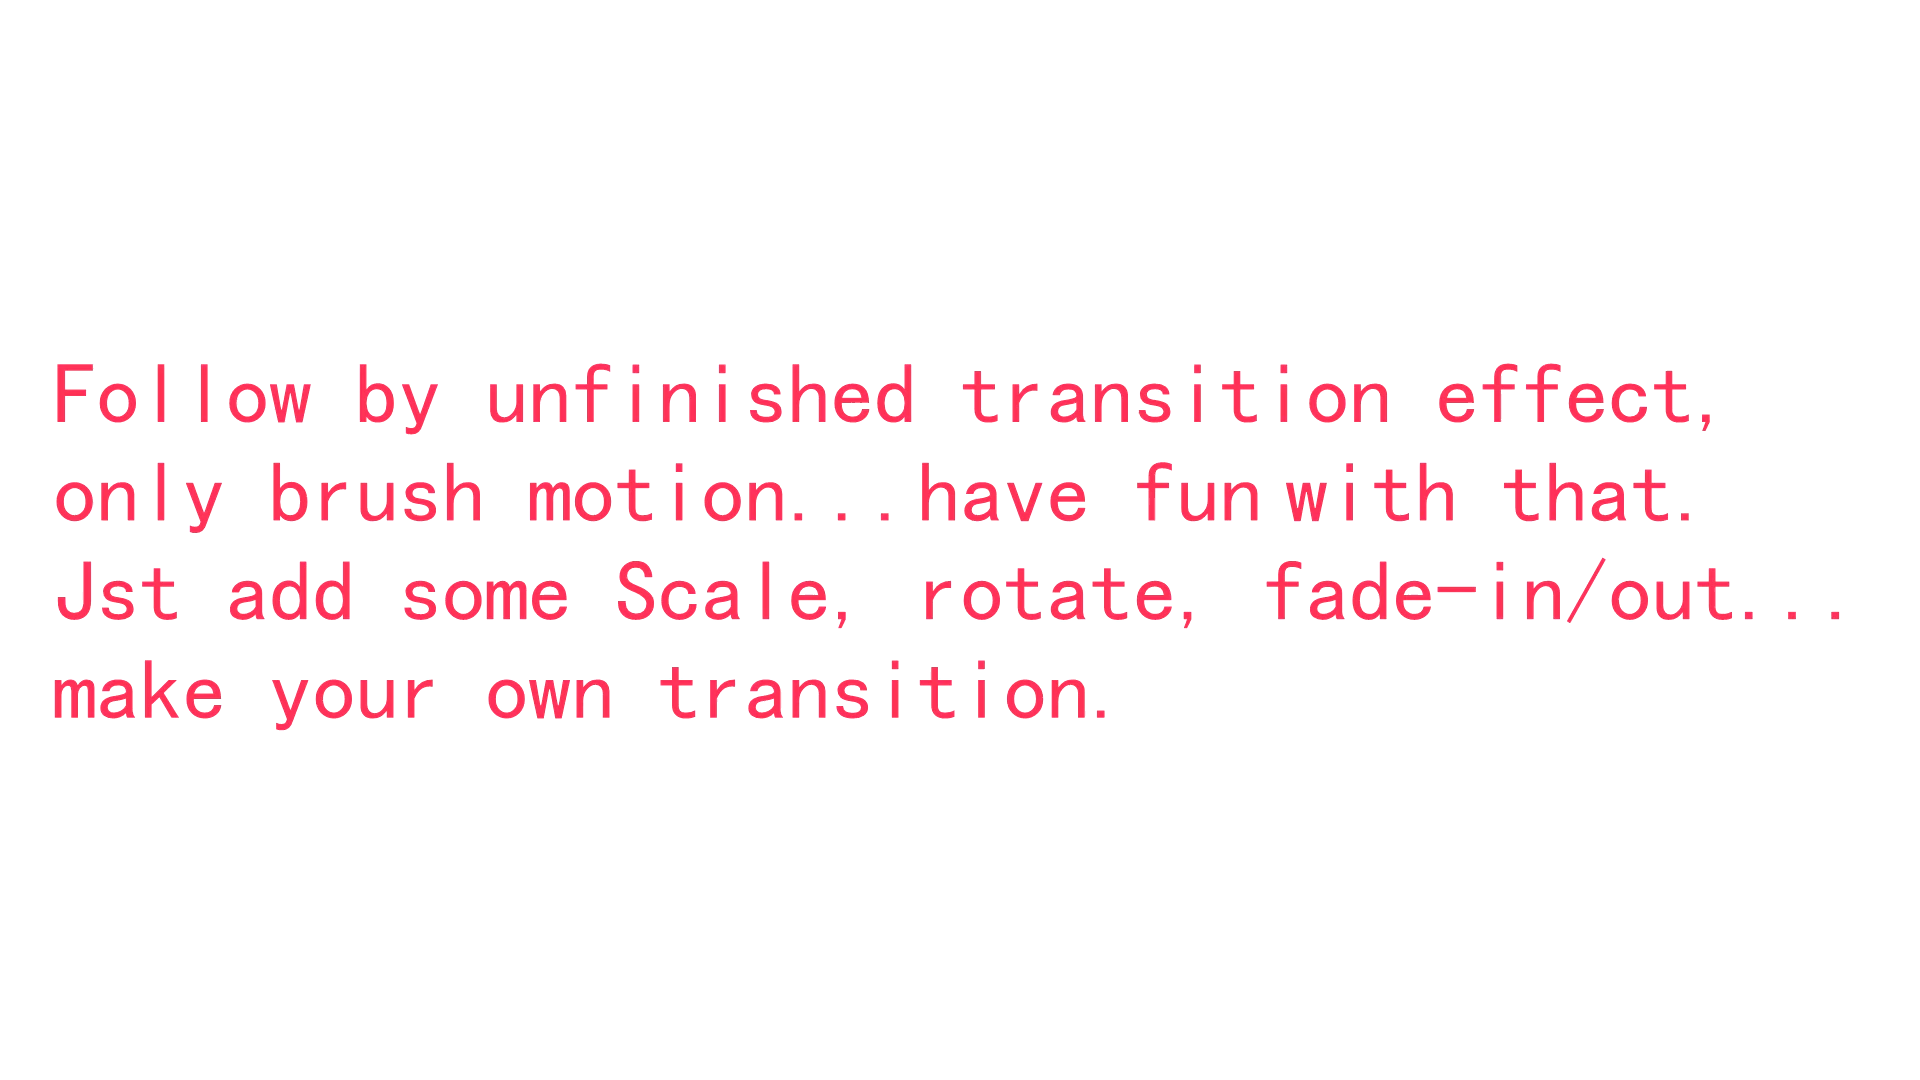 Follow by unfinished transition effect,
only brush motion...have fun with that.
Jst add some Scale, rotate, fade-in/out...
make your own transition.